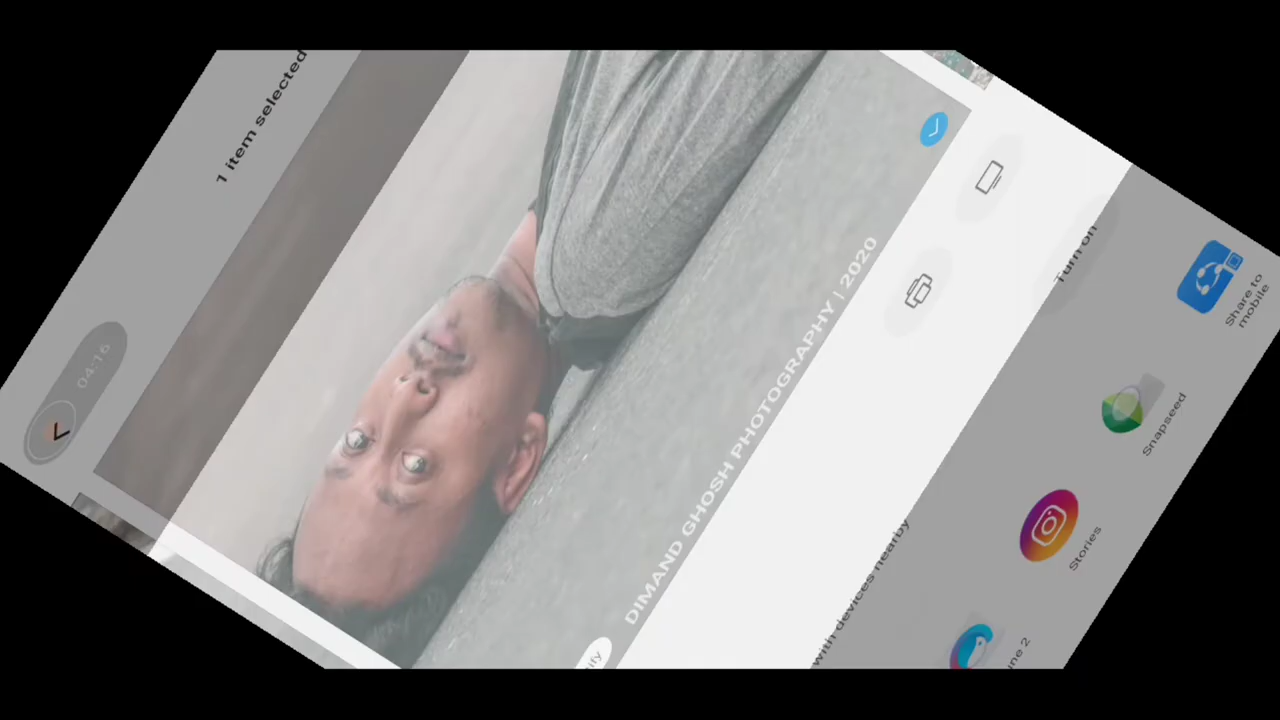 1 item selected
04:16
DIMAND GHOSH PHOTOGRAPHY | 2020
Turn on
with devices nearby
Share to
mobile
Snapseed
Stories